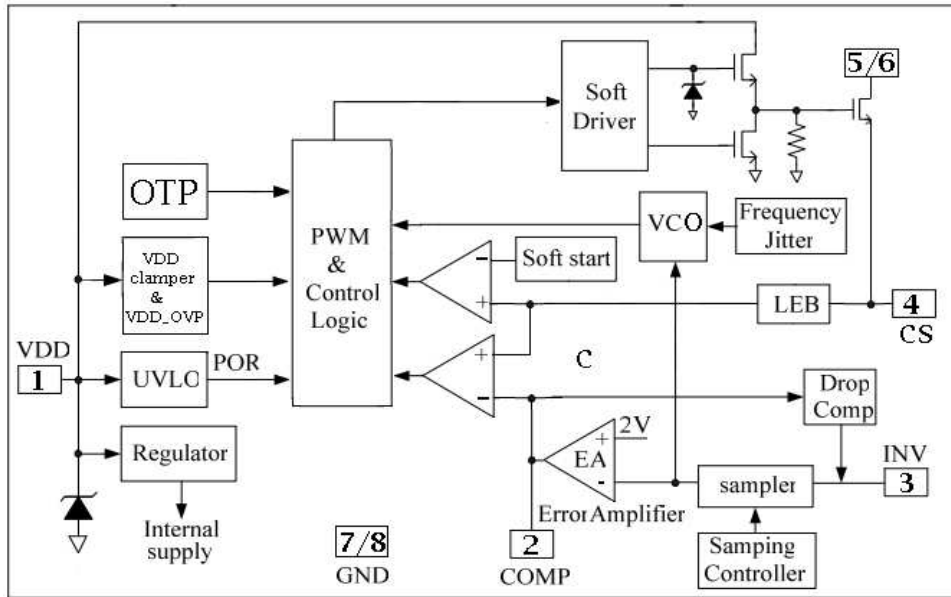 5/6
Soft
Driver
OTP
PWM
&
Control
Logic
VCO
Frequency
Jitter
Soft start
VDD
clamper
&
VDD_OVP
LEB
4
CS
VDD
1
UVLO
POR
C
Drop
Comp
2V
EA
Error Amplifier
Regulator
sampler
INV
3
Internal
supply
7/8
GND
2
COMP
Samping
Controller
+
-
+
-
+
-